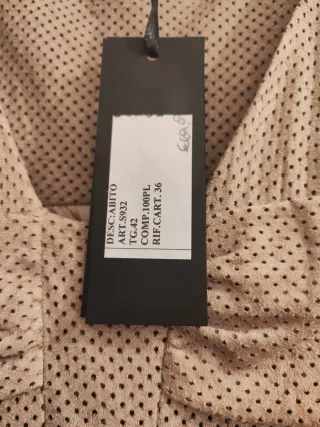 DESC:ABITO
ART.S932
TG.42
COMP.100PL
RIF.CART. 36